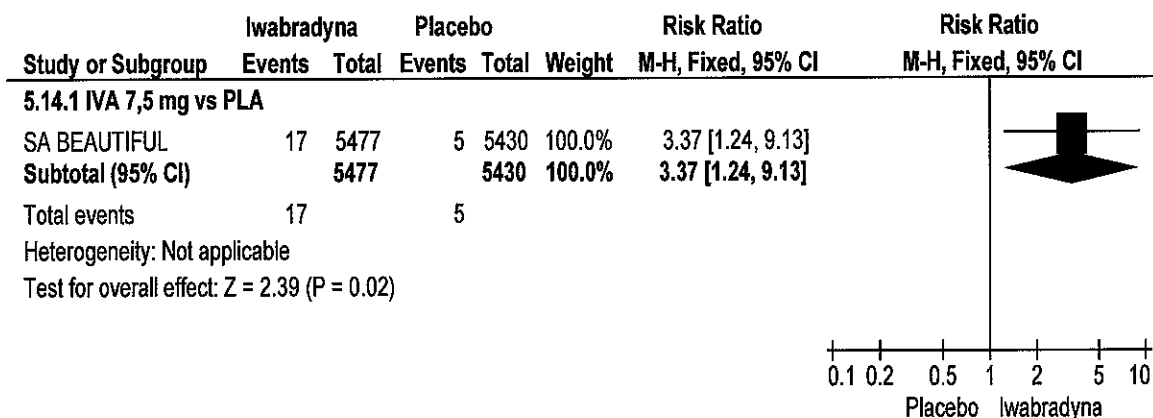 Iwabradyna Placebo Risk Ratio Risk Ratio
Study or Subgroup Events Total Events Total Weight M-H, Fixed, 95% CI M-H, Fixed, 95% CI
5.14.1 IVA 7,5 mg vs PLA
SA BEAUTIFUL 17 5477 5 5430 100.0% 3.37 [1.24, 9.13]
Subtotal (95% CI) 5477 5430 100.0% 3.37 [1.24, 9.13]
Total events 17 5
Heterogeneity: Not applicable
Test for overall effect: Z = 2.39 (P = 0.02)
0.1 0.2 0.5 1 2 5 10
Placebo Iwabradyna